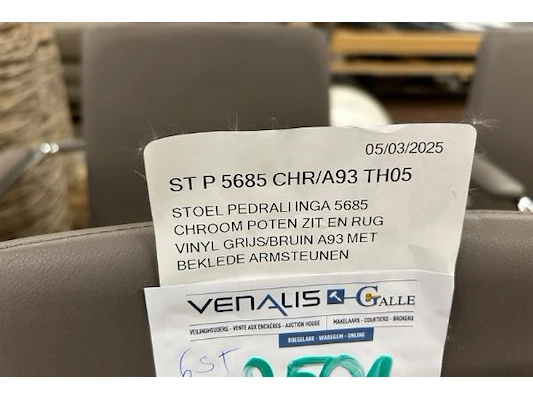 05/03/2025
ST P 5685 CHR/A93 TH05
STOEL PEDRALI INGA 5685
CHROOM POTEN ZIT EN RUG
VINYL GRIJS/BRUIN A93 MET
BEKLEDE ARMSTEUNEN
VENALIS GALLE
VEILINGHOUDERS - VENTE AUX ENCHÈRES - AUCTION HOUSE MAKELAARS - COURTIERS - BROKERS
ROESELARE - WAREGEM - ONLINE
6 ST